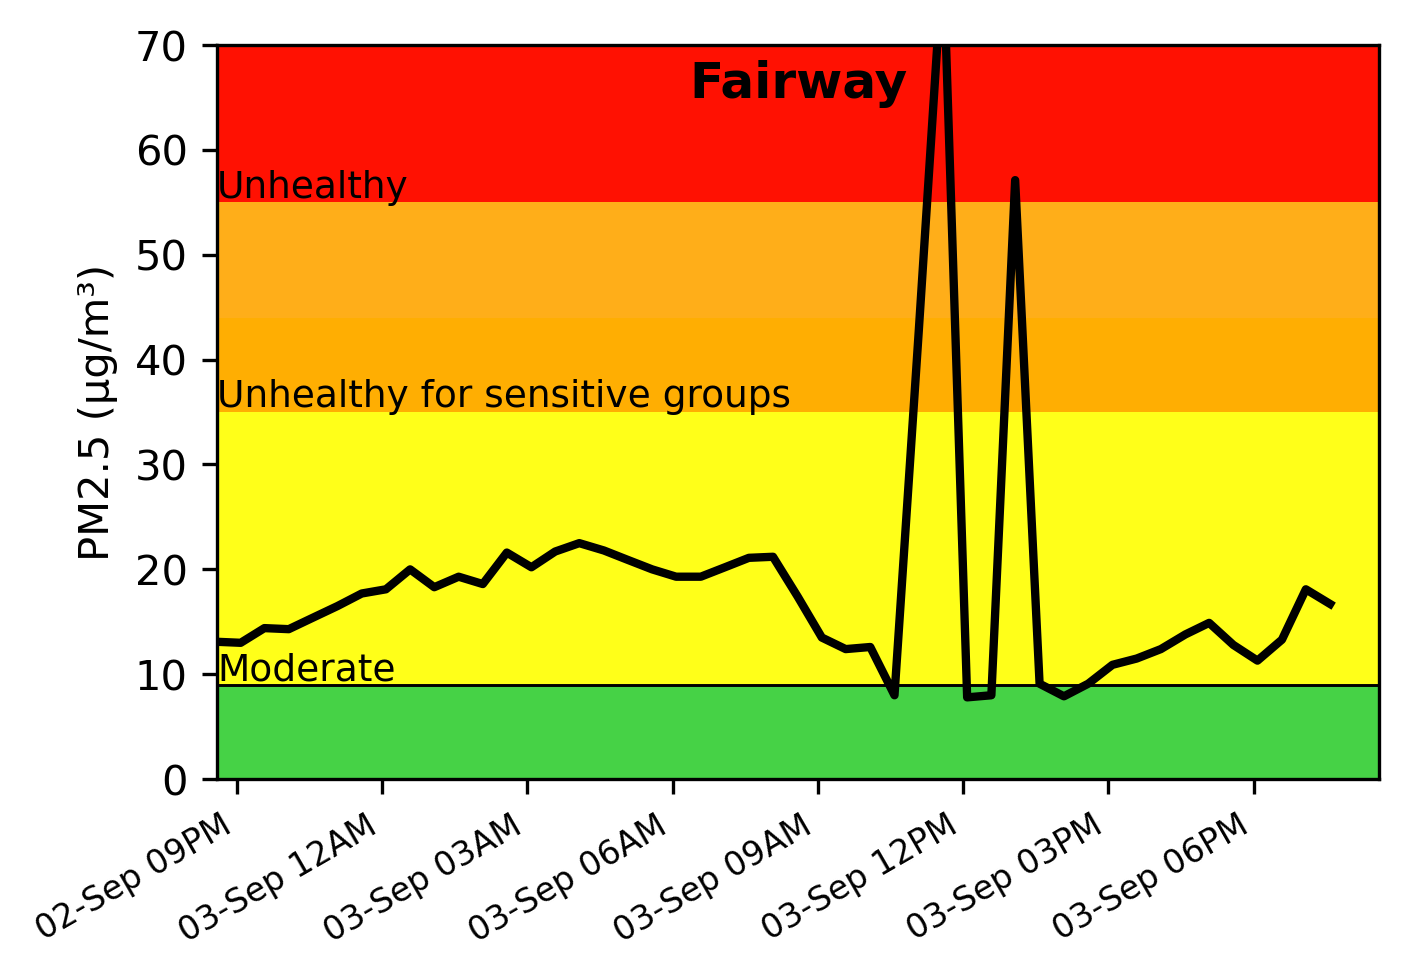 Fairway
70
60
Unhealthy
50
40
Unhealthy for sensitive groups
30
20
Moderate
10
0
PM2.5 (µg/m³)
02-Sep 09PM
03-Sep 12AM
03-Sep 03AM
03-Sep 06AM
03-Sep 09AM
03-Sep 12PM
03-Sep 03PM
03-Sep 06PM